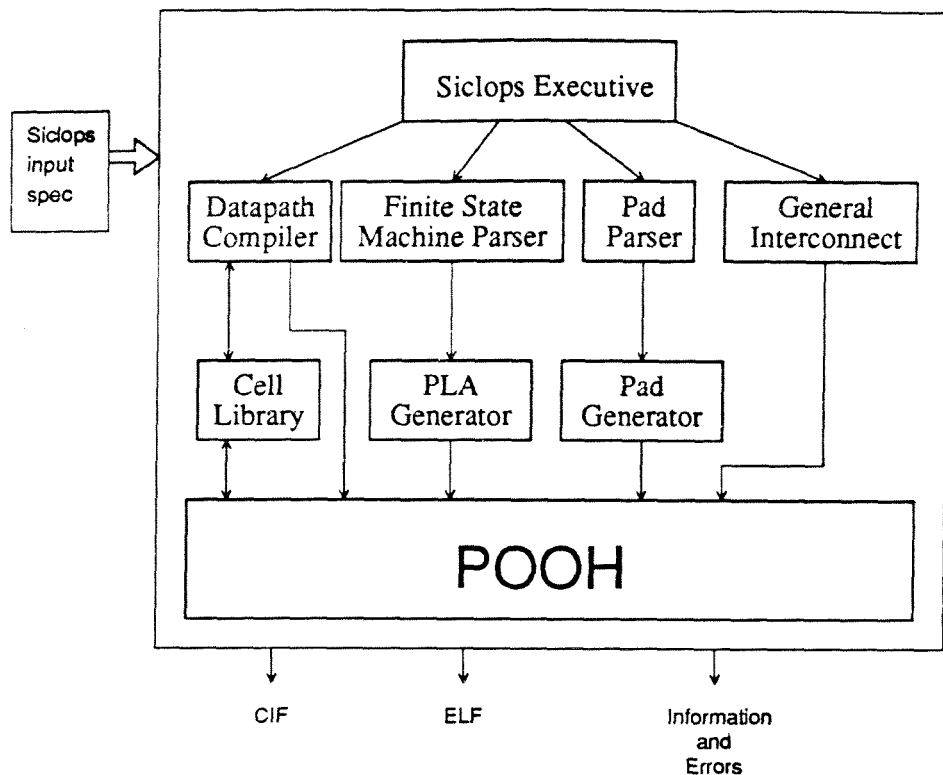 Siclops Executive
Siclops
input
spec
Datapath
Compiler
Finite State
Machine Parser
Pad
Parser
General
Interconnect
Cell
Library
PLA
Generator
Pad
Generator
POOH
CIF
ELF
Information
and
Errors